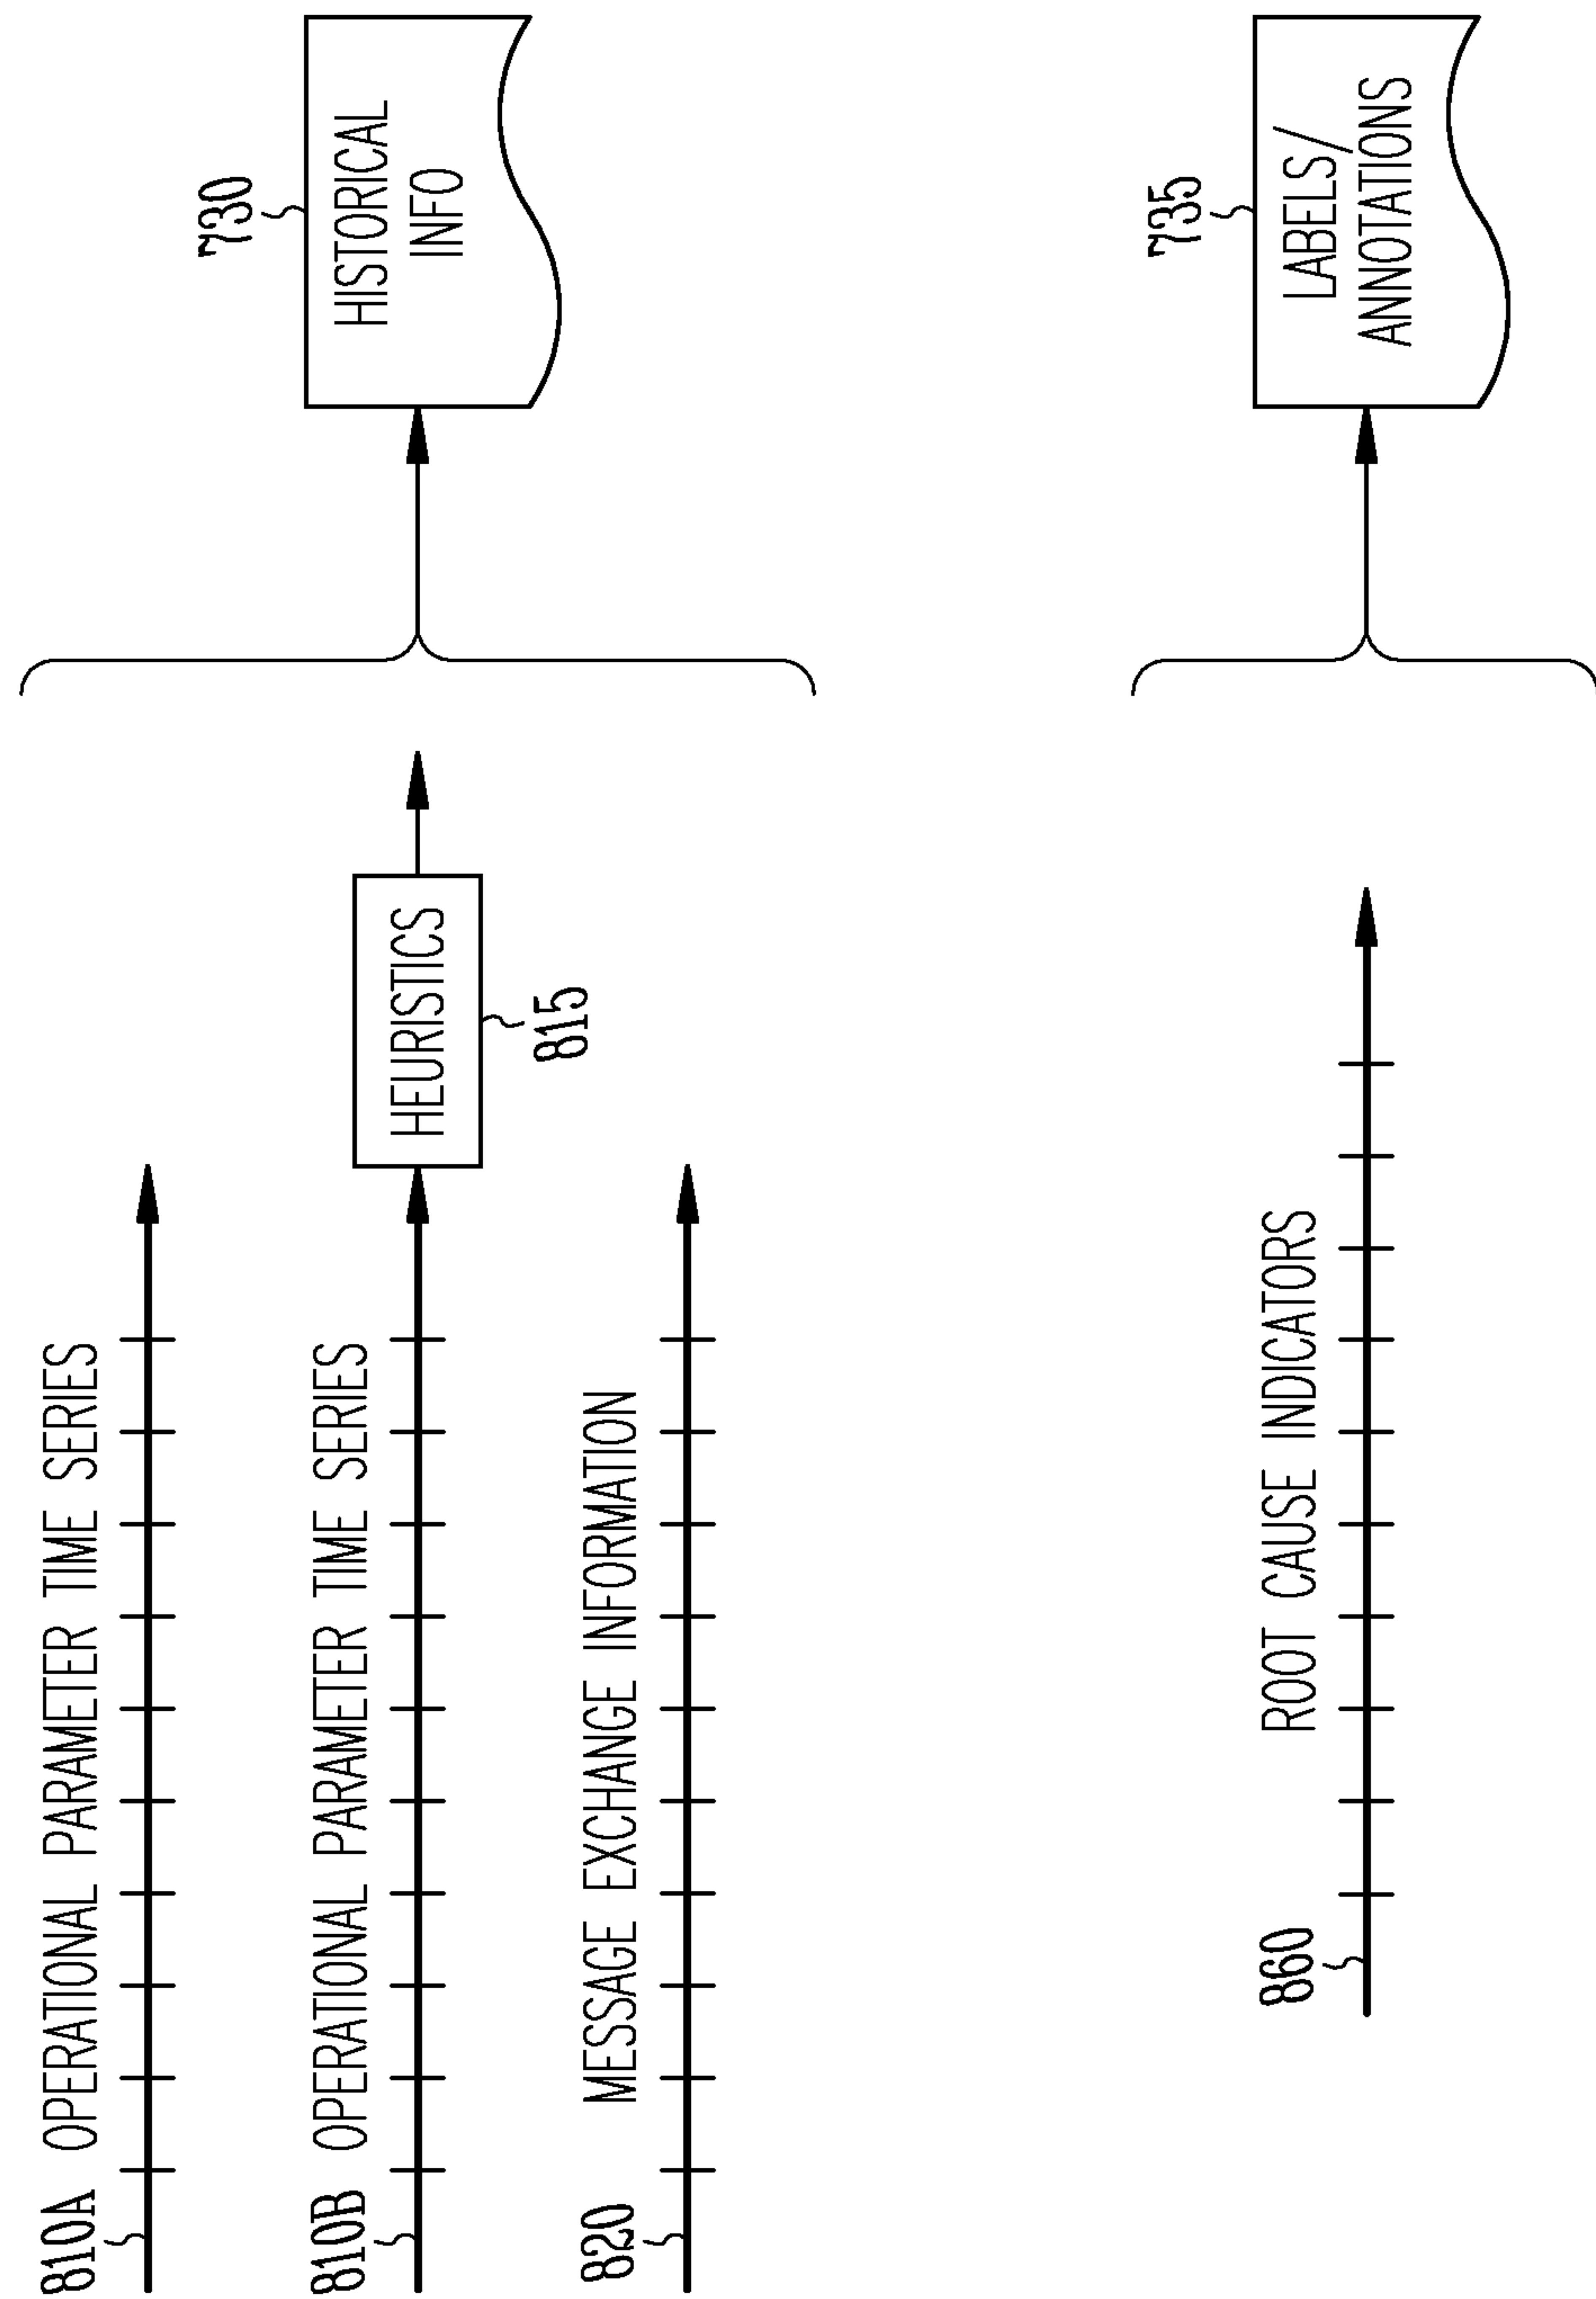 810A
OPERATIONAL PARAMETER TIME SERIES
810B
OPERATIONAL PARAMETER TIME SERIES
HEURISTICS
815
820
MESSAGE EXCHANGE INFORMATION
730
HISTORICAL
INFO
860
ROOT CAUSE INDICATORS
735
LABELS/
ANNOTATIONS